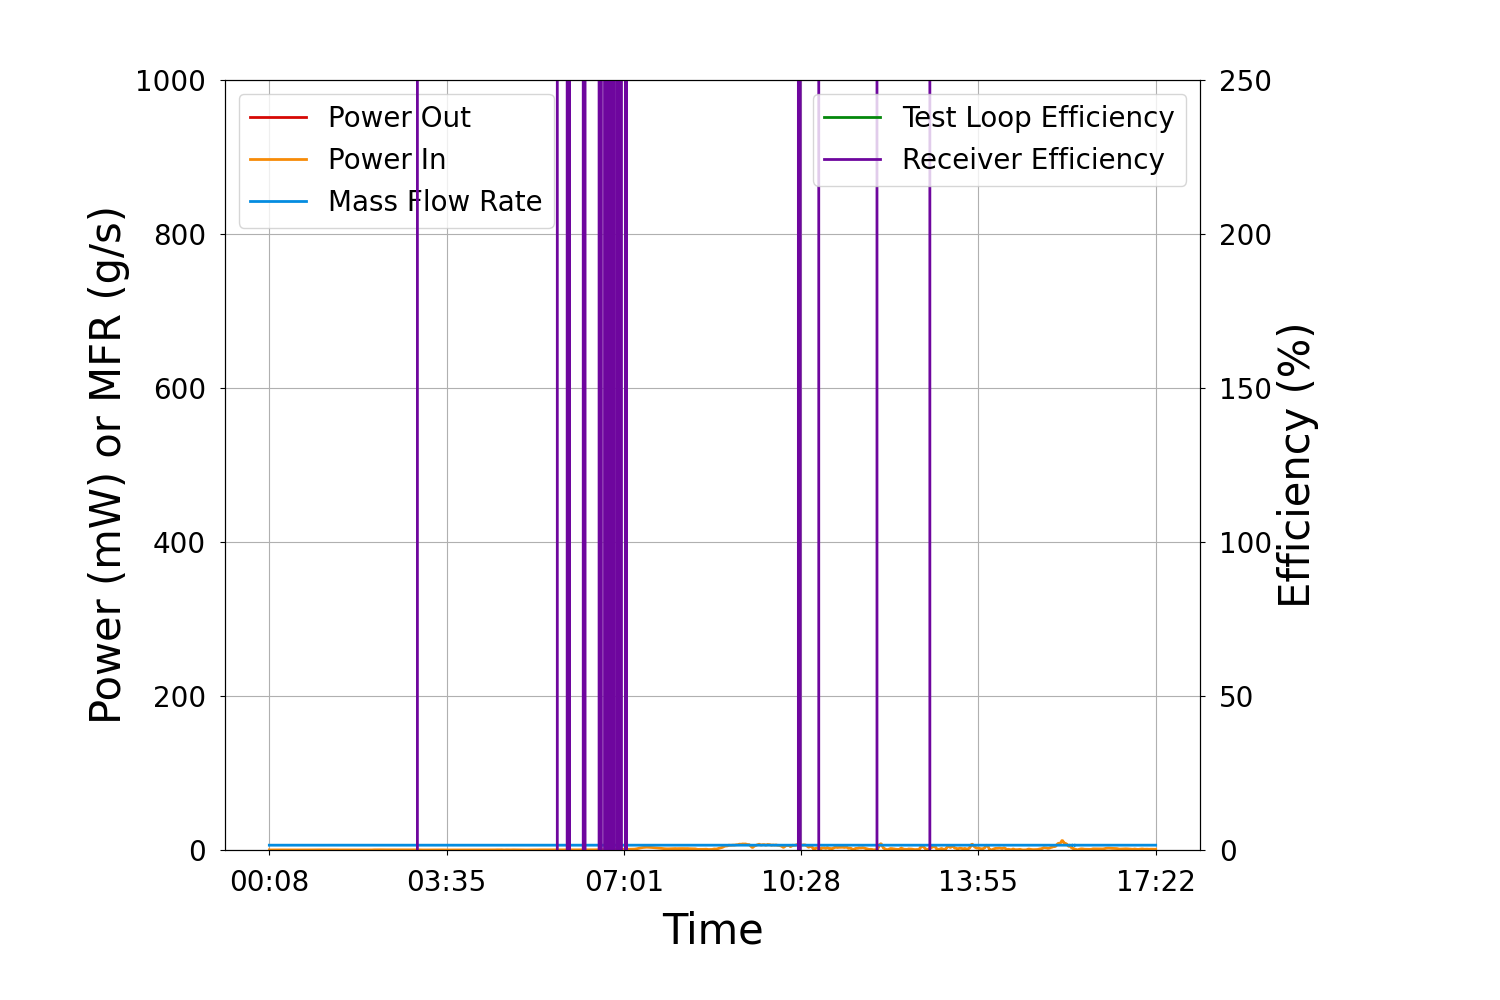 1000
800
600
400
200
0
Power (mW) or MFR (g/s)
Power Out
Power In
Mass Flow Rate
Test Loop Efficiency
Receiver Efficiency
250
200
150
100
50
0
Efficiency (%)
00:08 03:35 07:01 10:28 13:55 17:22
Time